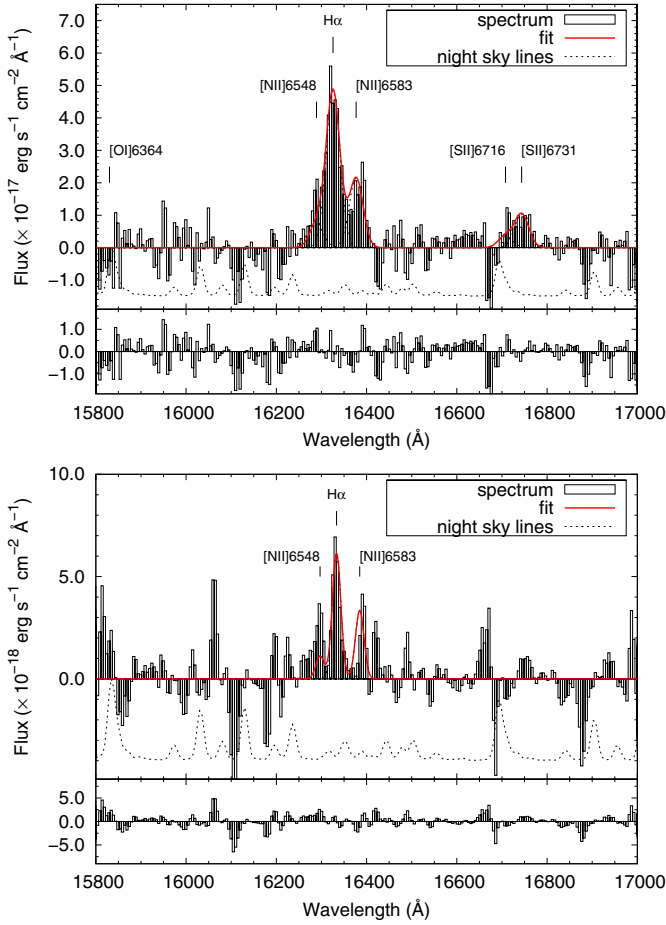 spectrum
fit
night sky lines
Hα
[NII]6548
[NII]6583
[OI]6364
[SII]6716
[SII]6731
Flux (× 10⁻¹⁷ erg s⁻¹ cm⁻² Å⁻¹)
7.0
6.0
5.0
4.0
3.0
2.0
1.0
0.0
−1.0
1.0
0.0
−1.0
15800 16000 16200 16400 16600 16800 17000
Wavelength (Å)
spectrum
fit
night sky lines
Hα
[NII]6548
[NII]6583
Flux (× 10⁻¹⁸ erg s⁻¹ cm⁻² Å⁻¹)
10.0
5.0
0.0
5.0
0.0
−5.0
15800 16000 16200 16400 16600 16800 17000
Wavelength (Å)